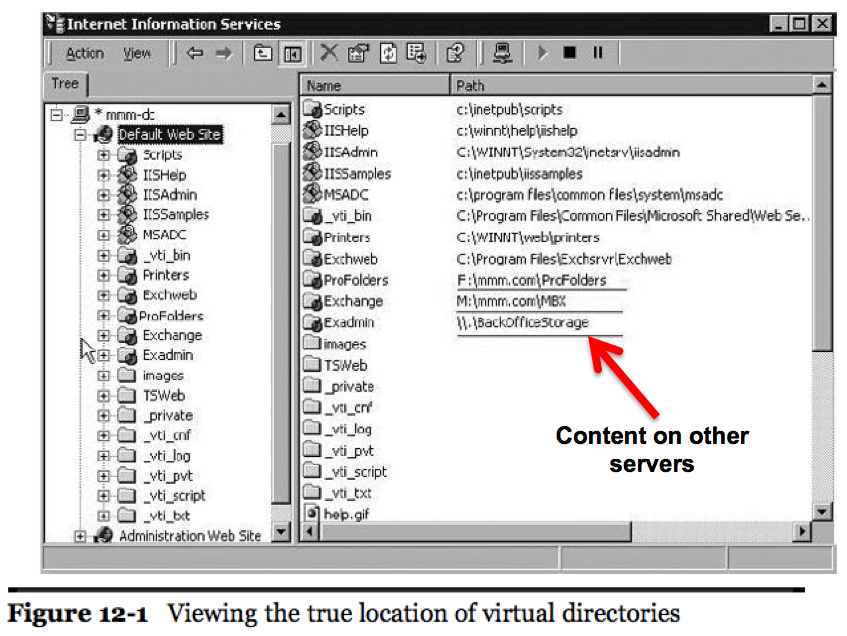 Internet Information Services
Action View
Tree
* mmm-dc
Default Web Site
Scripts
IISHelp
IISAdmin
IISSamples
MSADC
_vti_bin
Printers
Exchweb
ProFolders
Exchange
Exadmin
images
TSWeb
_private
_vti_cnf
_vti_log
_vti_pvt
_vti_script
_vti_txt
Administration Web Site
Name Path
Scripts c:\inetpub\scripts
IISHelp c:\winnt\help\iishelp
IISAdmin C:\WINNT\System32\inetsrv\iisadmin
IISSamples c:\inetpub\iissamples
MSADC c:\program files\common files\system\msadc
_vti_bin C:\Program Files\Common Files\Microsoft Shared\Web Se..
Printers C:\WINNT\web\printers
Exchweb C:\Program Files\Exchsrvr\Exchweb
ProFolders F:\mmm.com\ProFolders
Exchange M:\mmm.com\MBX
Exadmin \\.\BackOfficeStorage
images
TSWeb
_private
_vti_cnf
_vti_log
_vti_pvt
_vti_script
_vti_txt
help.gif
Content on other
servers
Figure 12-1 Viewing the true location of virtual directories